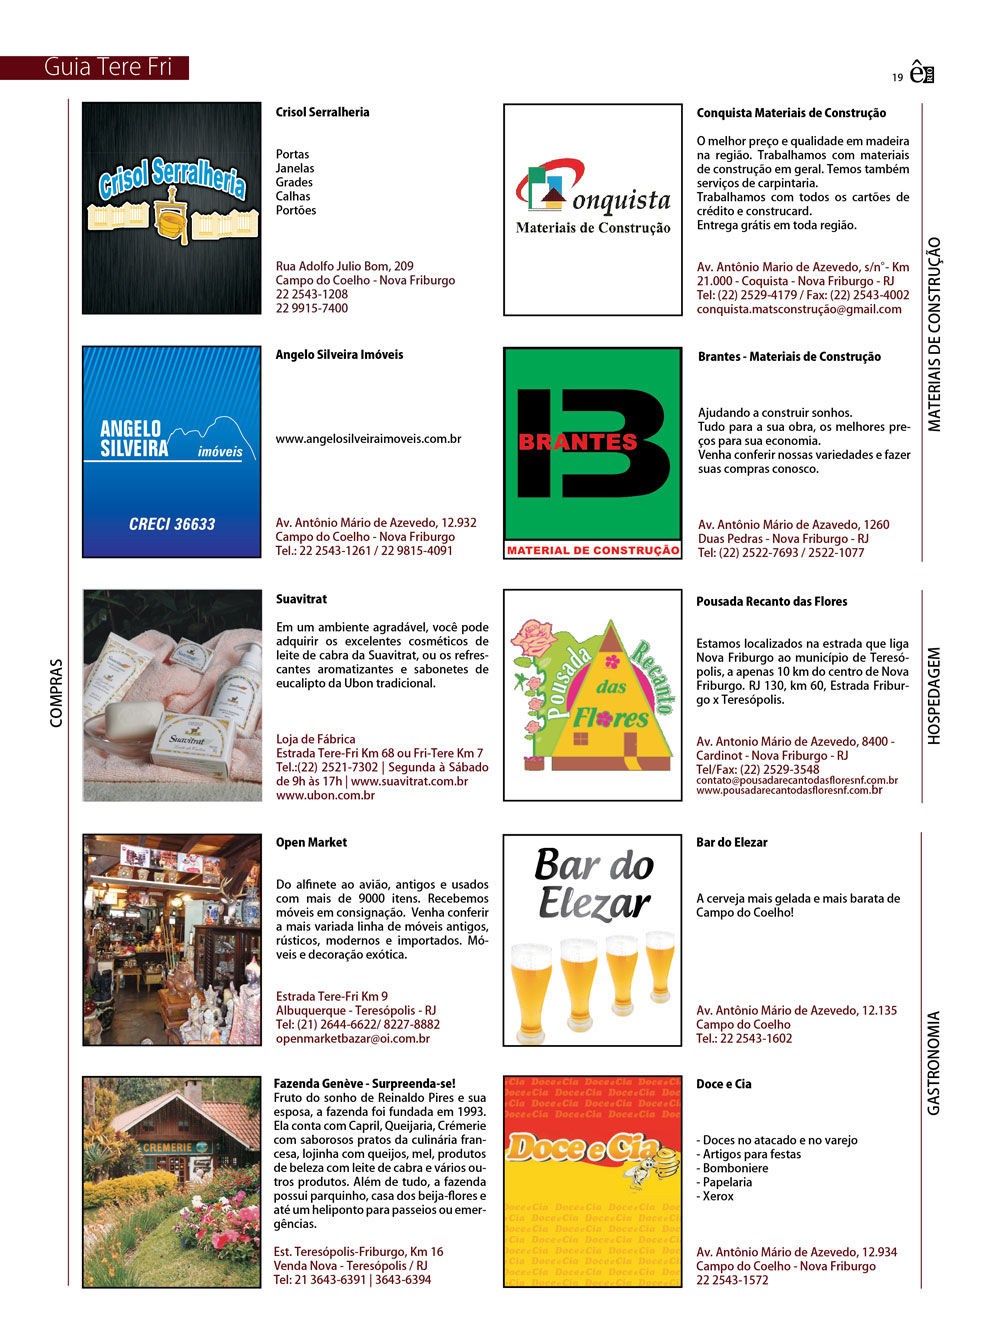 Guia Tere Fri
19 ê
COMPRAS
Crisol Serralheria
Crisol Serralheria
Portas
Janelas
Grades
Calhas
Portões
Rua Adolfo Julio Bom, 209
Campo do Coelho - Nova Friburgo
22 2543-1208
22 9915-7400
ANGELO
SILVEIRA
imóveis
CRECI 36633
Angelo Silveira Imóveis
www.angelosilveiraimoveis.com.br
Av. Antônio Mário de Azevedo, 12.932
Campo do Coelho - Nova Friburgo
Tel.: 22 2543-1261 / 22 9815-4091
Suavitrat
Suavitrat
Em um ambiente agradável, você pode
adquirir os excelentes cosméticos de
leite de cabra da Suavitrat, ou os refres-
cantes aromatizantes e sabonetes de
eucalipto da Ubon tradicional.
Loja de Fábrica
Estrada Tere-Fri Km 68 ou Fri-Tere Km 7
Tel.:(22) 2521-7302 | Segunda à Sábado
de 9h às 17h | www.suavitrat.com.br
www.ubon.com.br
Open Market
Do alfinete ao avião, antigos e usados
com mais de 9000 itens. Recebemos
móveis em consignação. Venha conferir
a mais variada linha de móveis antigos,
rústicos, modernos e importados. Mó-
veis e decoração exótica.
Estrada Tere-Fri Km 9
Albuquerque - Teresópolis - RJ
Tel: (21) 2644-6622/ 8227-8882
openmarketbazar@oi.com.br
CREMERIE
Fazenda Genève - Surpreenda-se!
Fruto do sonho de Reinaldo Pires e sua
esposa, a fazenda foi fundada em 1993.
Ela conta com Capril, Queijaria, Crémerie
com saborosos pratos da culinária fran-
cesa, lojinha com queijos, mel, produtos
de beleza com leite de cabra e vários ou-
tros produtos. Além de tudo, a fazenda
possui parquinho, casa dos beija-flores e
até um heliponto para passeios ou emer-
gências.
Est. Teresópolis-Friburgo, Km 16
Venda Nova - Teresópolis / RJ
Tel: 21 3643-6391 | 3643-6394
MATERIAIS DE CONSTRUÇÃO
Conquista
Materiais de Construção
Conquista Materiais de Construção
O melhor preço e qualidade em madeira
na região. Trabalhamos com materiais
de construção em geral. Temos também
serviços de carpintaria.
Trabalhamos com todos os cartões de
crédito e construcard.
Entrega grátis em toda região.
Av. Antônio Mario de Azevedo, s/n°- Km
21.000 - Coquista - Nova Friburgo - RJ
Tel: (22) 2529-4179 / Fax: (22) 2543-4002
conquista.matsconstrução@gmail.com
B
BRANTES
MATERIAL DE CONSTRUÇÃO
Brantes - Materiais de Construção
Ajudando a construir sonhos.
Tudo para a sua obra, os melhores pre-
ços para sua economia.
Venha conferir nossas variedades e fazer
suas compras conosco.
Av. Antônio Mário de Azavedo, 1260
Duas Pedras - Nova Friburgo - RJ
Tel: (22) 2522-7693 / 2522-1077
HOSPEDAGEM
Pousada Recanto
das
Flores
Pousada Recanto das Flores
Estamos localizados na estrada que liga
Nova Friburgo ao município de Teresó-
polis, a apenas 10 km do centro de Nova
Friburgo. RJ 130, km 60, Estrada Fribur-
go x Teresópolis.
Av. Antonio Mário de Azevedo, 8400 -
Cardinot - Nova Friburgo - RJ
Tel/Fax: (22) 2529-3548
contato@pousadarecantodasfloresnf.com.br
www.pousadarecantodasfloresnf.com.br
GASTRONOMIA
Bar do
Elezar
Bar do Elezar
A cerveja mais gelada e mais barata de
Campo do Coelho!
Av. Antônio Mário de Azevedo, 12.135
Campo do Coelho
Tel.: 22 2543-1602
Doce e Cia
Doce e Cia
- Doces no atacado e no varejo
- Artigos para festas
- Bomboniere
- Papelaria
- Xerox
Av. Antônio Mário de Azevedo, 12.934
Campo do Coelho - Nova Friburgo
22 2543-1572